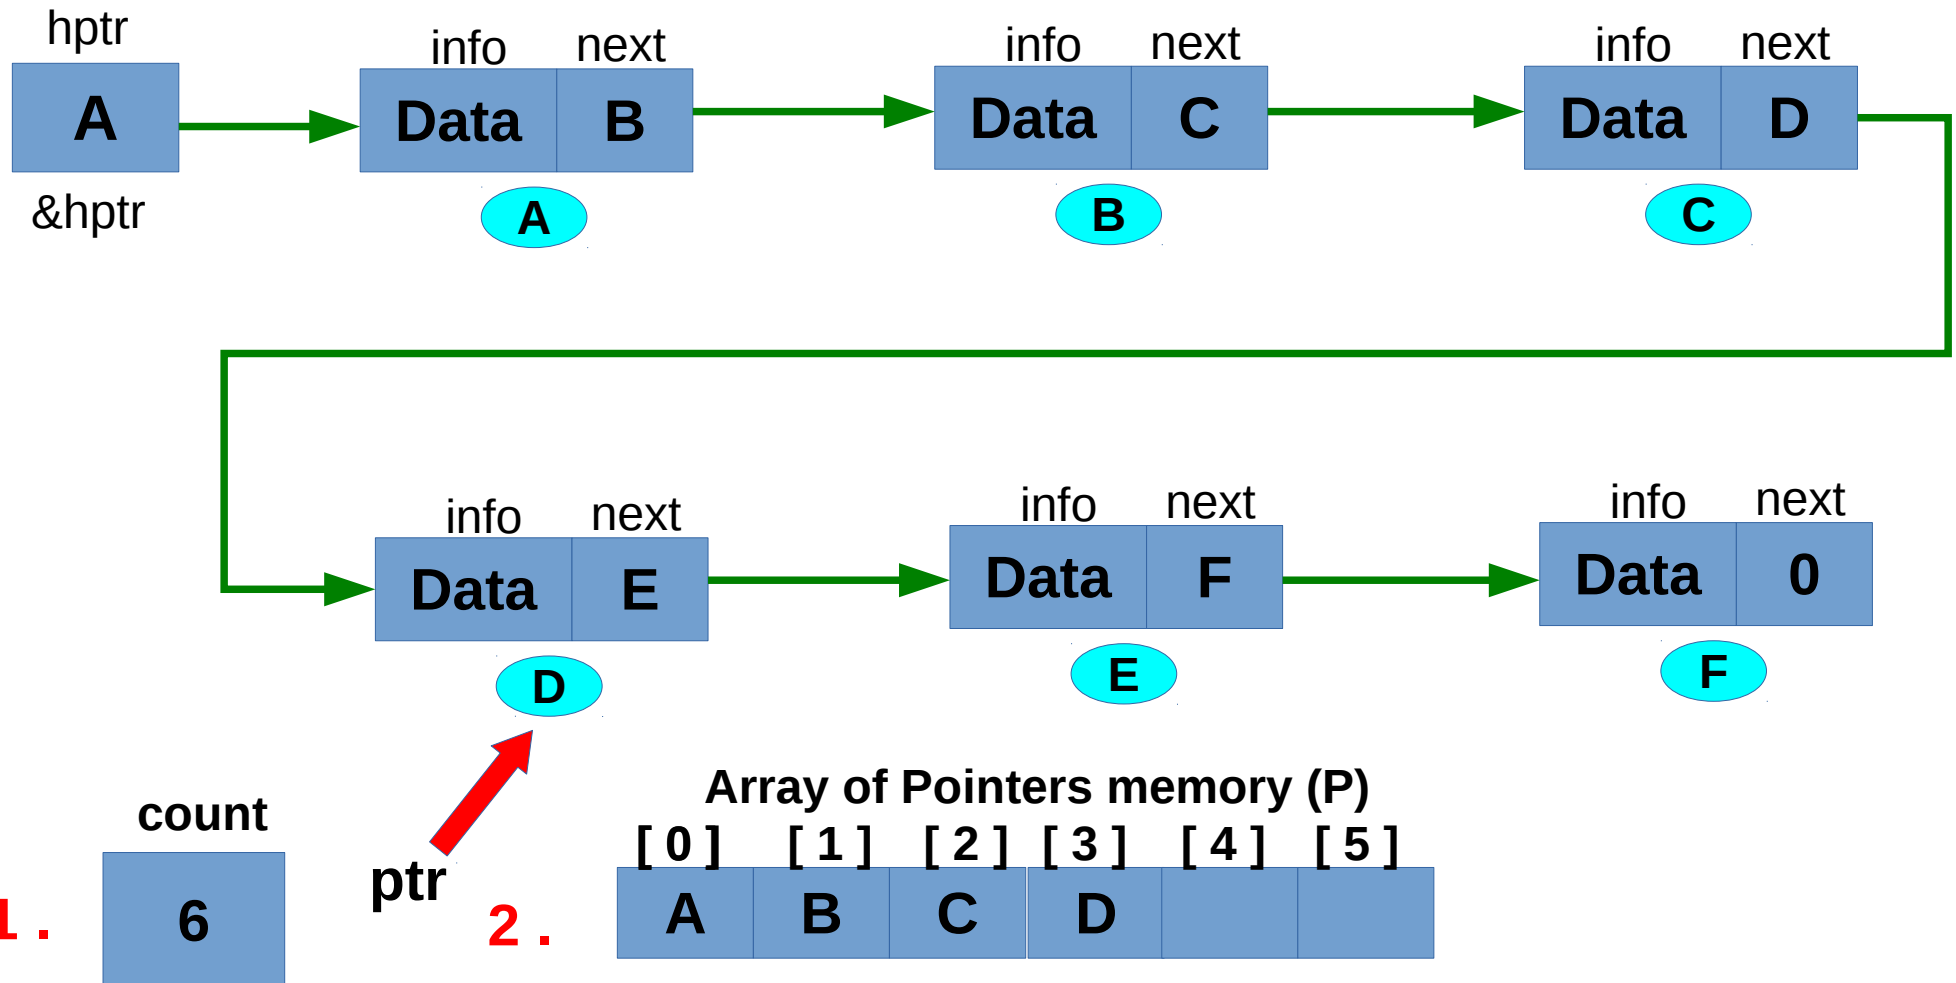 hptr
info next
info next
info next
A
Data B
Data C
Data D
&hptr
A
B
C
info next
info next
info next
Data E
Data F
Data 0
D
E
F
Array of Pointers memory (P)
count
[ 0 ] [ 1 ] [ 2 ] [ 3 ] [ 4 ] [ 5 ]
ptr
1 .
6
2 .
A B C D